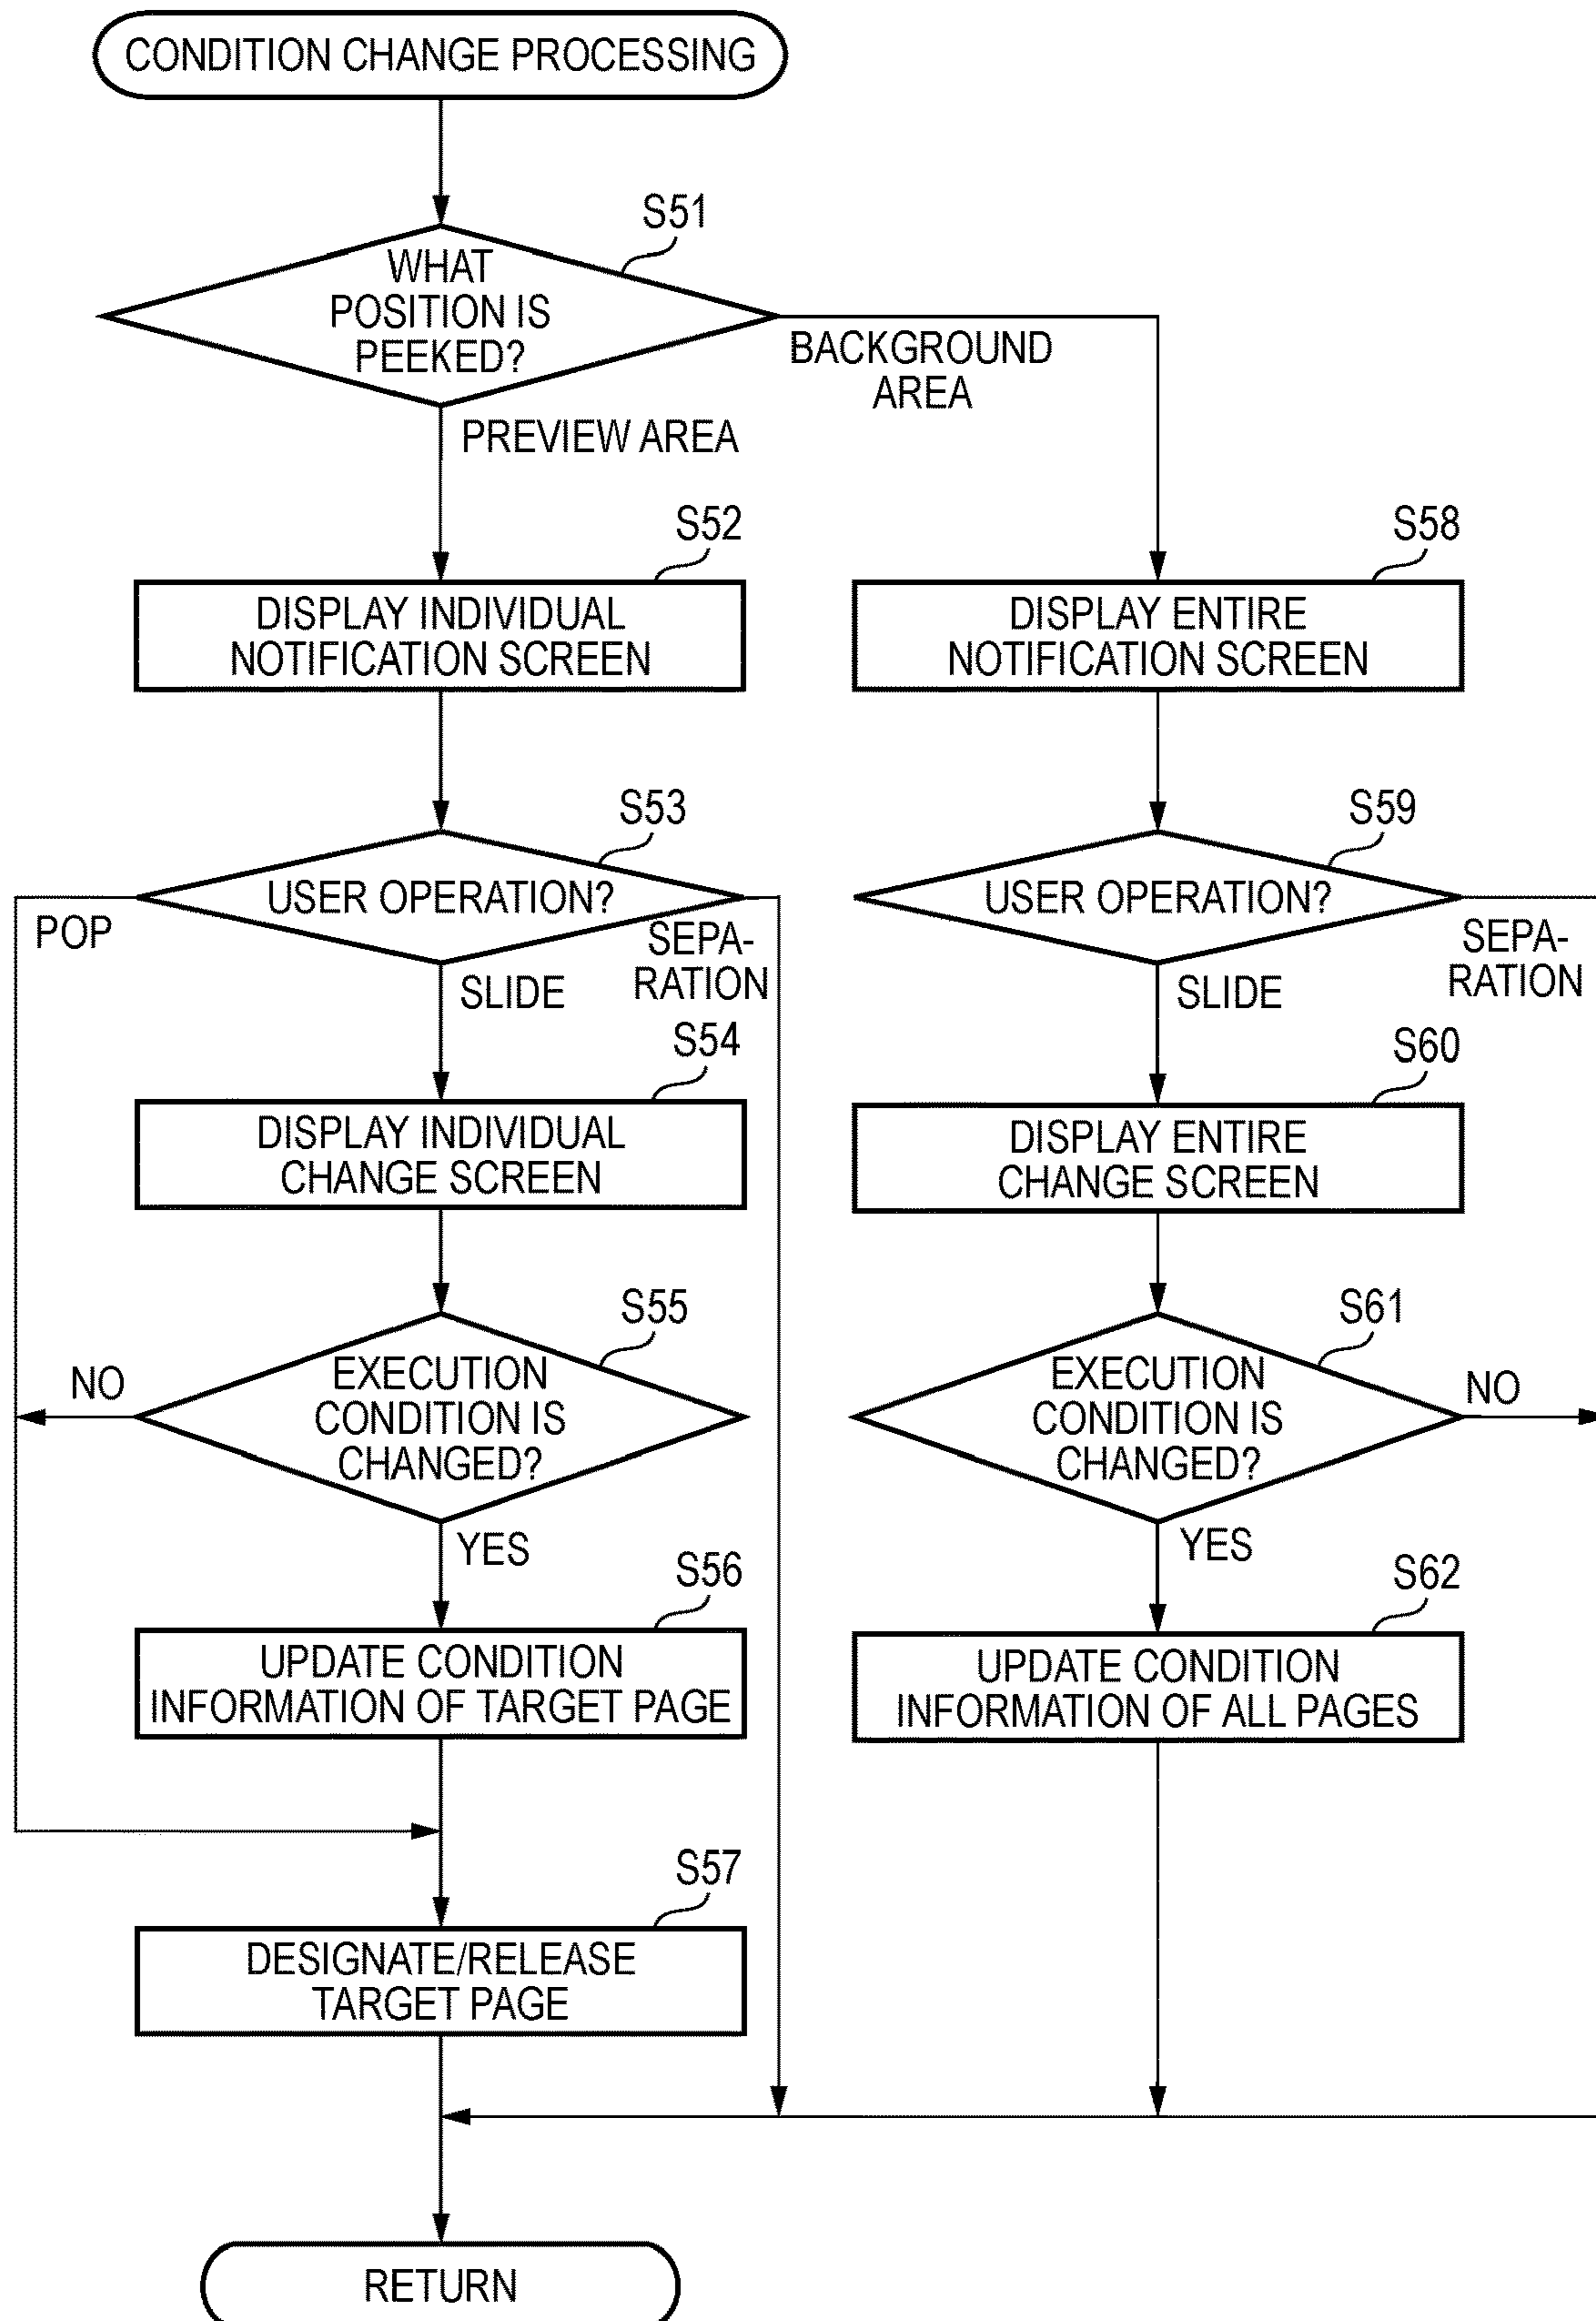 CONDITION CHANGE PROCESSING
S51
WHAT
POSITION IS
PEEKED?
BACKGROUND
AREA
PREVIEW AREA
S52
DISPLAY INDIVIDUAL
NOTIFICATION SCREEN
S58
DISPLAY ENTIRE
NOTIFICATION SCREEN
S53
USER OPERATION?
POP
SEPA-
RATION
SLIDE
S59
USER OPERATION?
SEPA-
RATION
SLIDE
S54
DISPLAY INDIVIDUAL
CHANGE SCREEN
S60
DISPLAY ENTIRE
CHANGE SCREEN
S55
EXECUTION
CONDITION IS
CHANGED?
NO
YES
S61
EXECUTION
CONDITION IS
CHANGED?
NO
YES
S56
UPDATE CONDITION
INFORMATION OF TARGET PAGE
S62
UPDATE CONDITION
INFORMATION OF ALL PAGES
S57
DESIGNATE/RELEASE
TARGET PAGE
RETURN